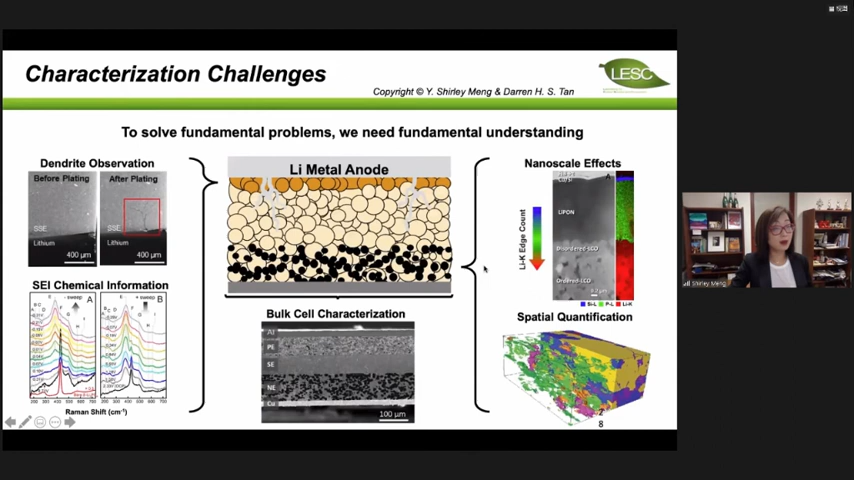 Characterization Challenges
Copyright © Y. Shirley Meng & Darren H. S. Tan
LESC
To solve fundamental problems, we need fundamental understanding
Dendrite Observation
Before Plating
After Plating
SSE
SSE
Lithium
Lithium
400 μm
400 μm
SEI Chemical Information
A
B
Raman Shift (cm-1)
Li Metal Anode
Bulk Cell Characterization
Al
PE
SE
NE
Cu
100 μm
Nanoscale Effects
Li-K Edge Count
LiPON
Disordered-LCO
Ordered-LCO
Si-L
P-L
Li-K
Spatial Quantification
2
8
Shirley Meng